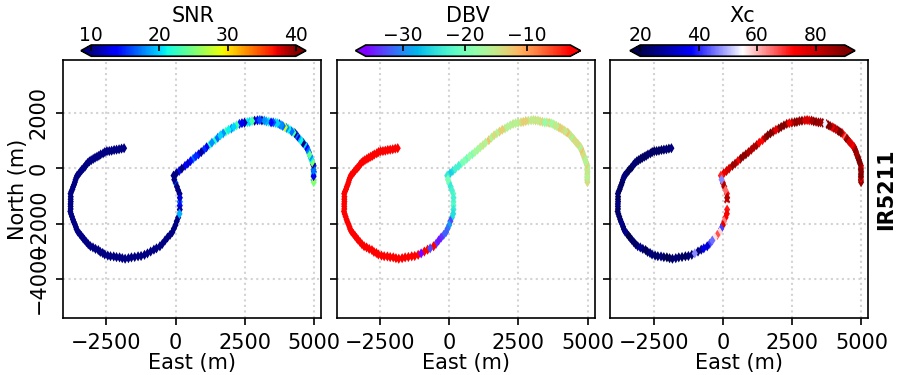 SNR DBV Xc
10 20 30 40 −30 −20 −10 20 40 60 80
2000
0
−2000
−4000
North (m)
IR5211
−2500 0 2500 5000 −2500 0 2500 5000 −2500 0 2500 5000
East (m) East (m) East (m)